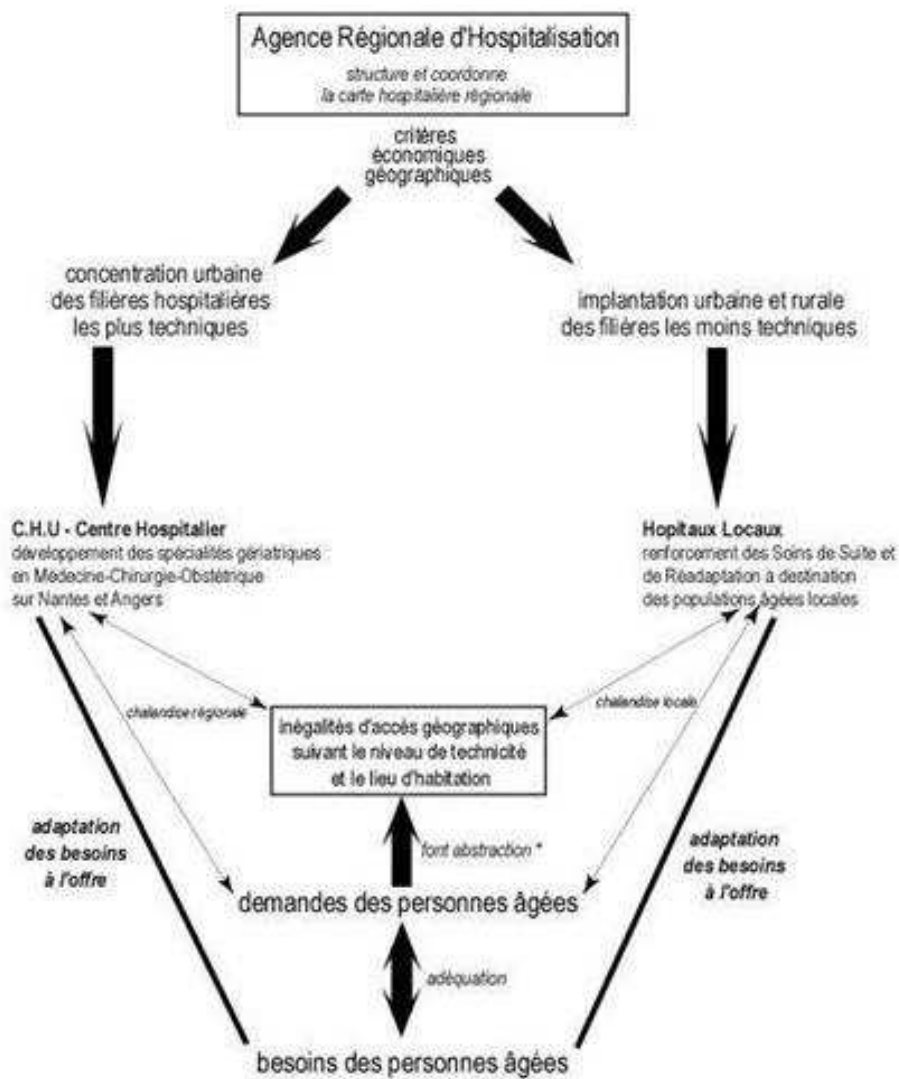 Agence Régionale d'Hospitalisation
structure et coordonne
la carte hospitalière régionale
critères
économiques
géographiques
concentration urbaine
des filières hospitalières
les plus techniques
implantation urbaine et rurale
des filières les moins techniques
C.H.U - Centre Hospitalier
développement des spécialités gériatriques
en Médecine-Chirurgie-Obstétrique
sur Nantes et Angers
Hopitaux Locaux
renforcement des Soins de Suite et
de Réadaptation à destination
des populations âgées locales
chalandise régionale
chalandise locale
inégalités d'accès géographiques
suivant le niveau de technicité
et le lieu d'habitation
adaptation
des besoins
à l'offre
font abstraction *
adaptation
des besoins
à l'offre
demandes des personnes âgées
adéquation
besoins des personnes âgées